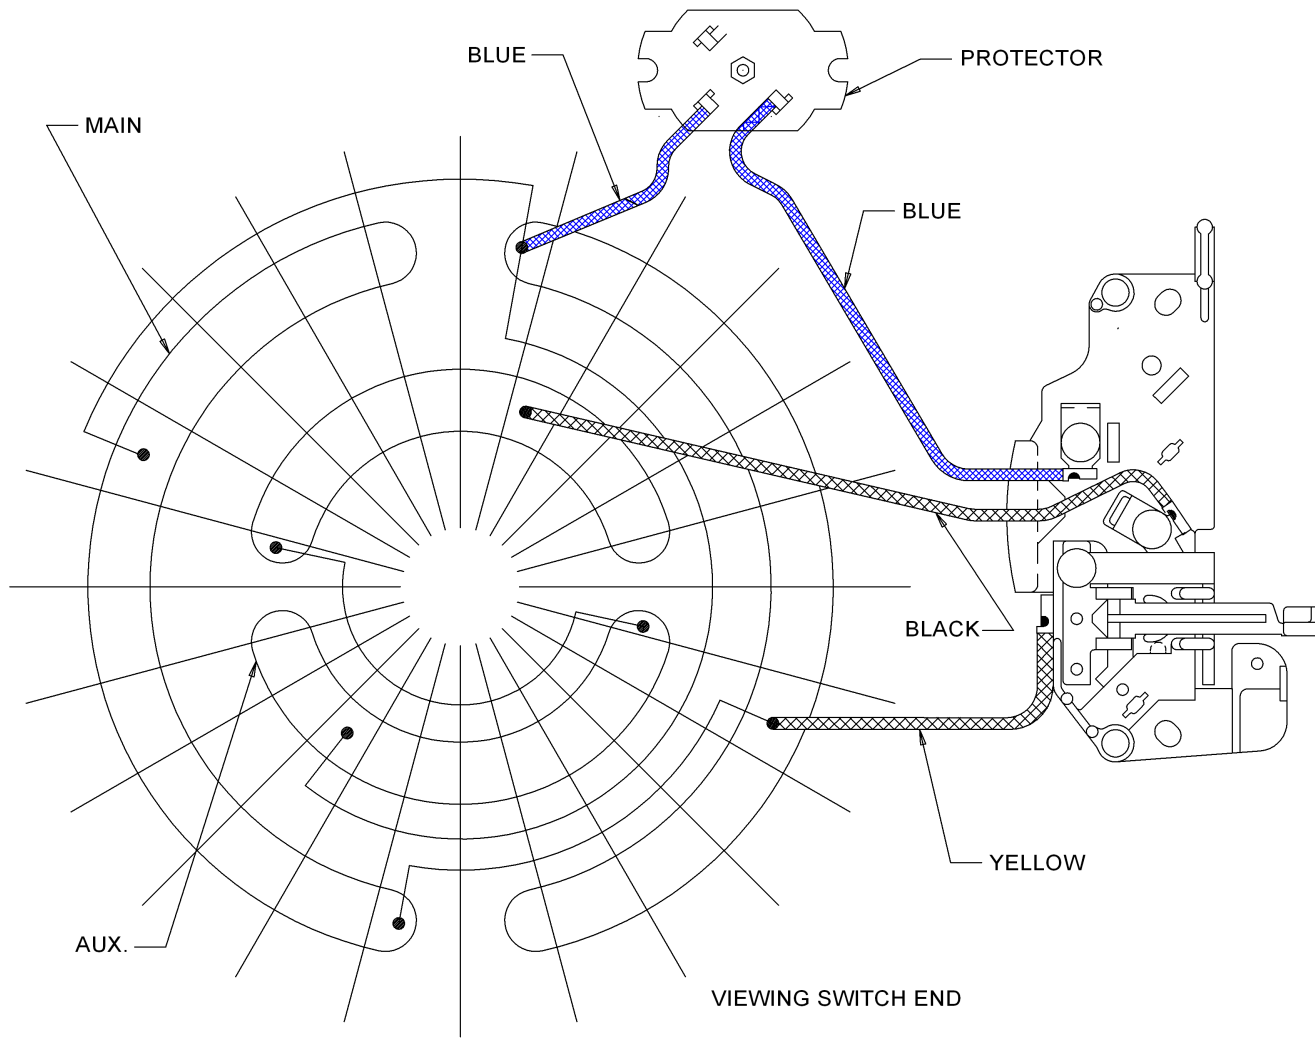 BLUE
PROTECTOR
MAIN
BLUE
BLACK
YELLOW
AUX.
VIEWING SWITCH END